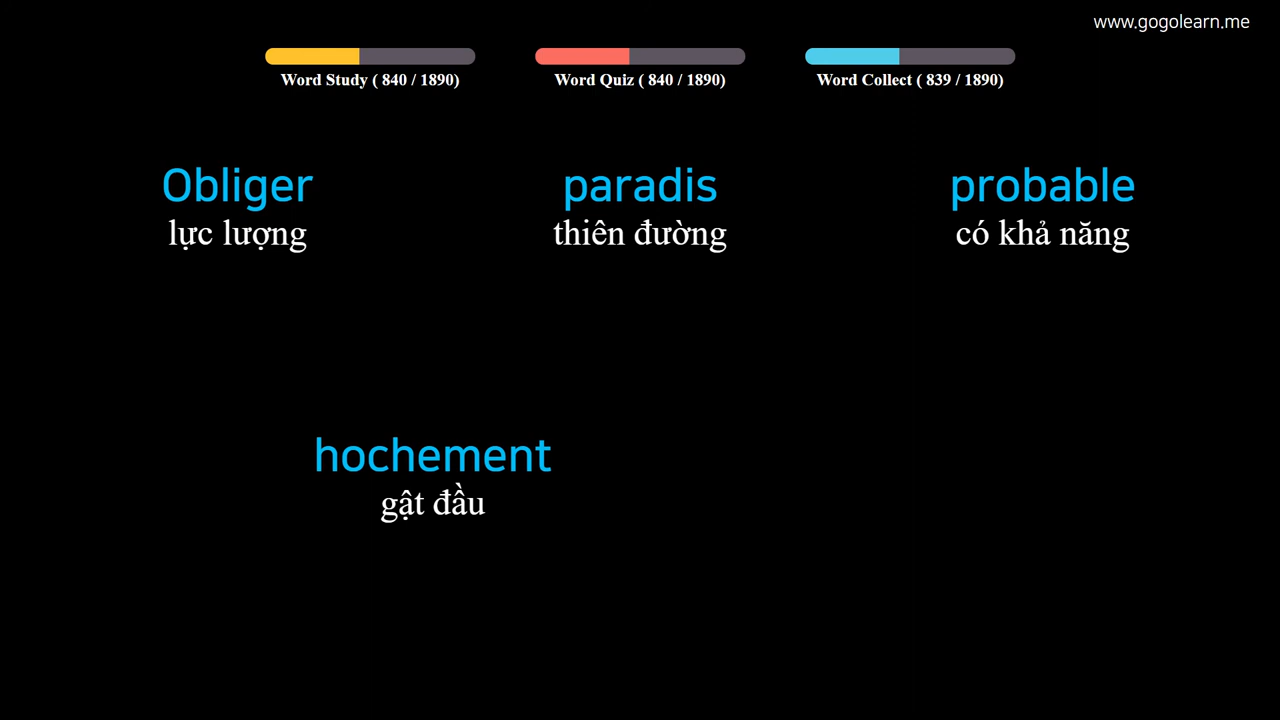 www.gogolearn.me
Word Study ( 840 / 1890)
Word Quiz ( 840 / 1890)
Word Collect ( 839 / 1890)
Obliger
lực lượng
paradis
thiên đường
probable
có khả năng
hochement
gật đầu